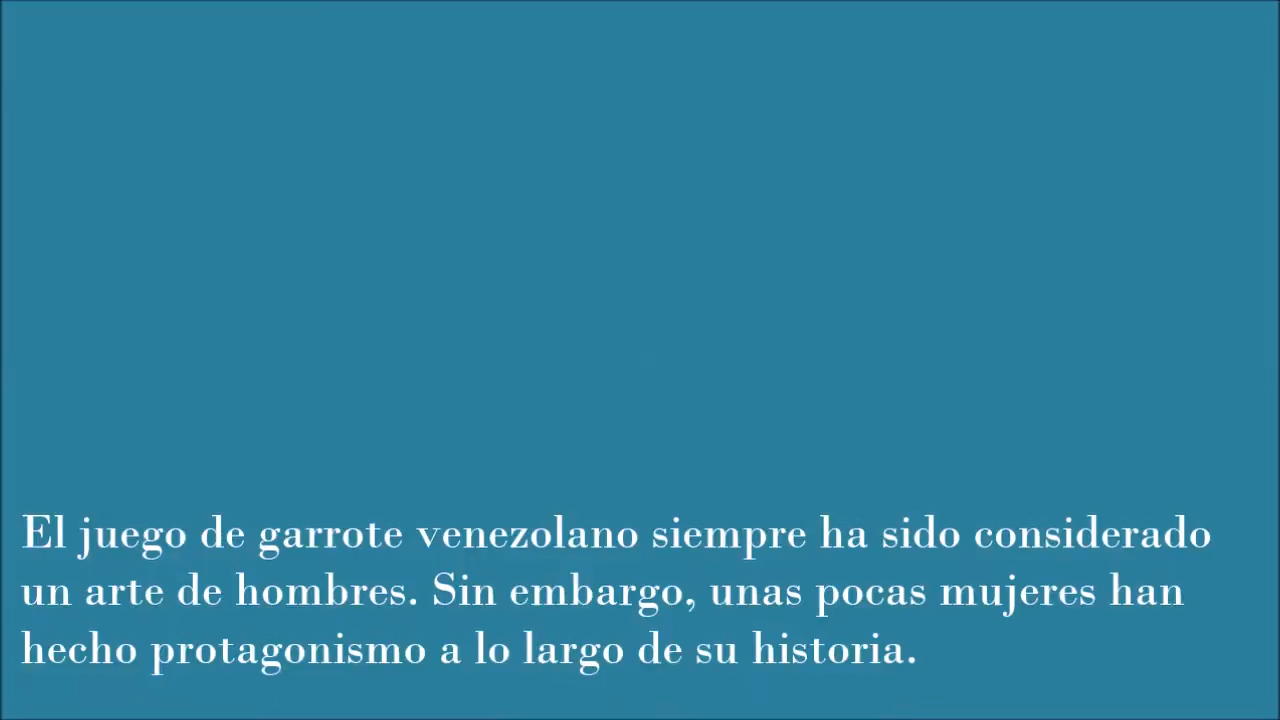 El juego de garrote venezolano siempre ha sido considerado
un arte de hombres. Sin embargo, unas pocas mujeres han
hecho protagonismo a lo largo de su historia.